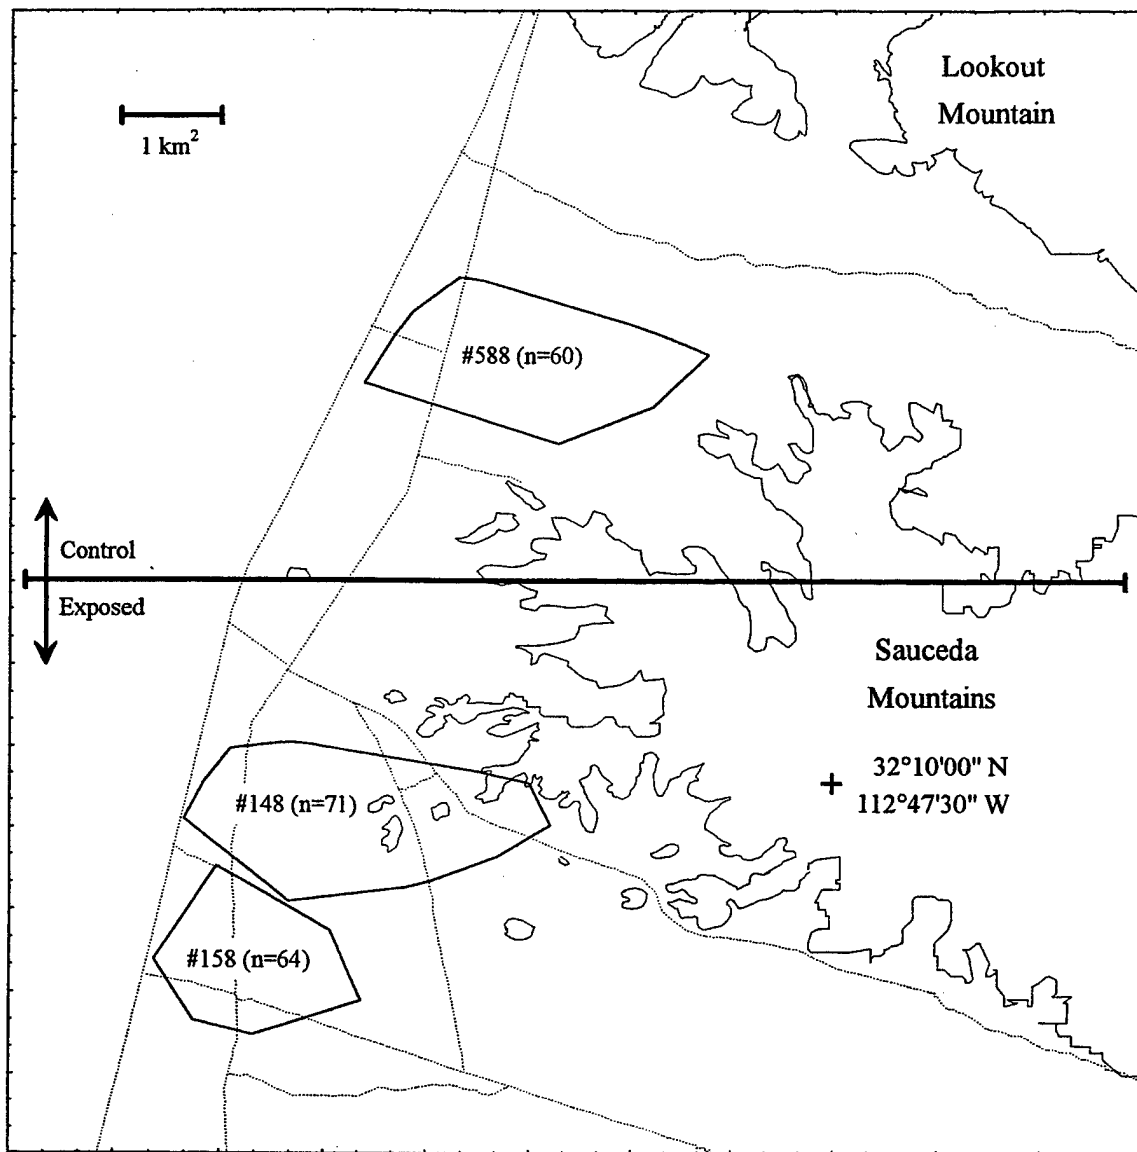 Lookout
Mountain
1 km²
#588 (n=60)
Control
Exposed
Sauceda
Mountains
32°10'00" N
112°47'30" W
#148 (n=71)
#158 (n=64)